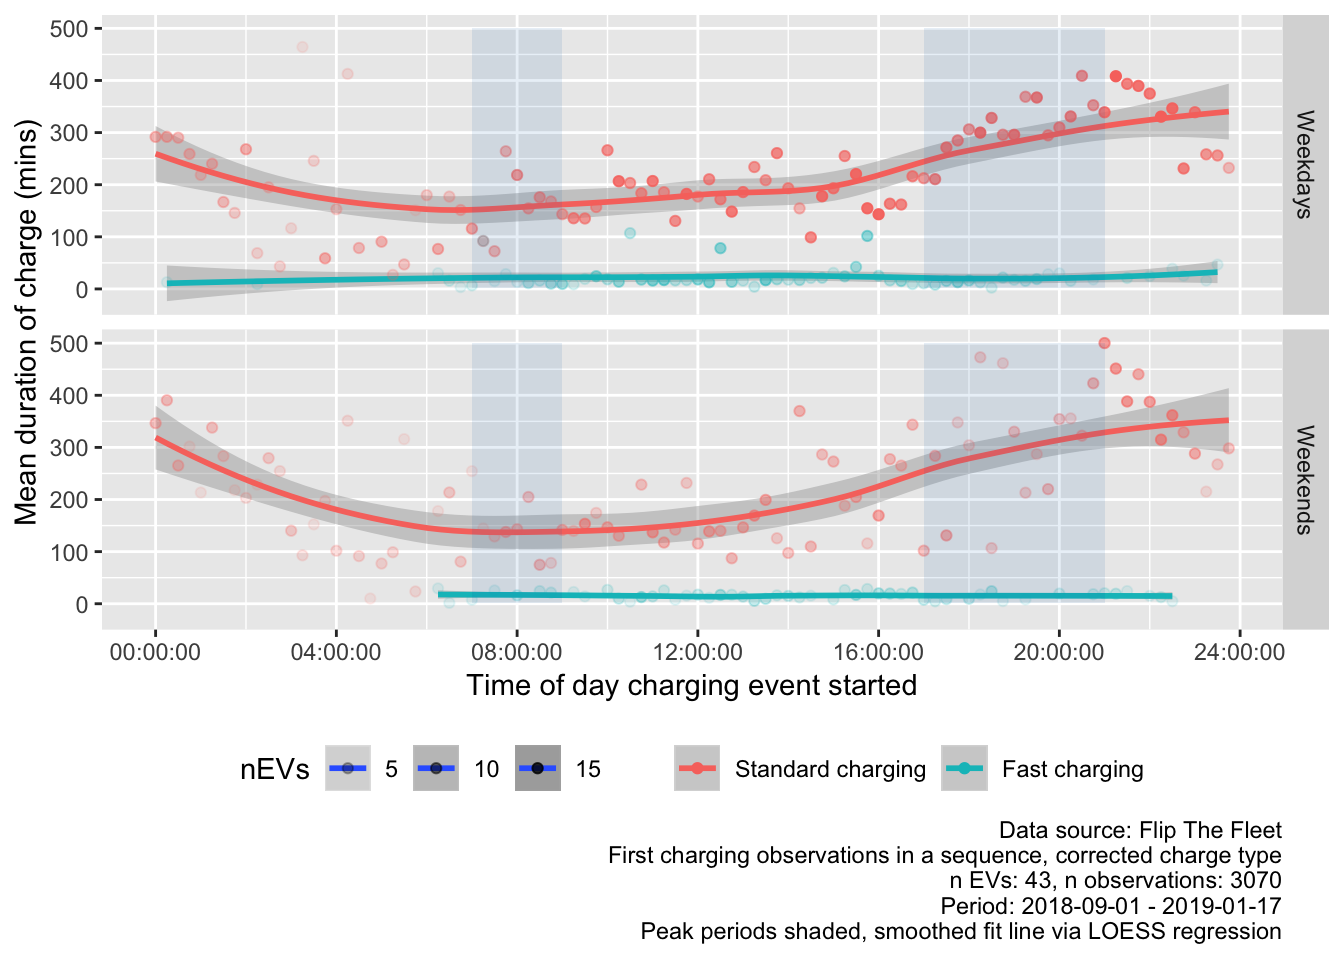 Mean duration of charge (mins)
500
400
300
200
100
0
Weekdays
500
400
300
200
100
0
Weekends
00:00:00 04:00:00 08:00:00 12:00:00 16:00:00 20:00:00 24:00:00
Time of day charging event started
nEVs 5 10 15 Standard charging Fast charging
Data source: Flip The Fleet
First charging observations in a sequence, corrected charge type
n EVs: 43, n observations: 3070
Period: 2018-09-01 - 2019-01-17
Peak periods shaded, smoothed fit line via LOESS regression